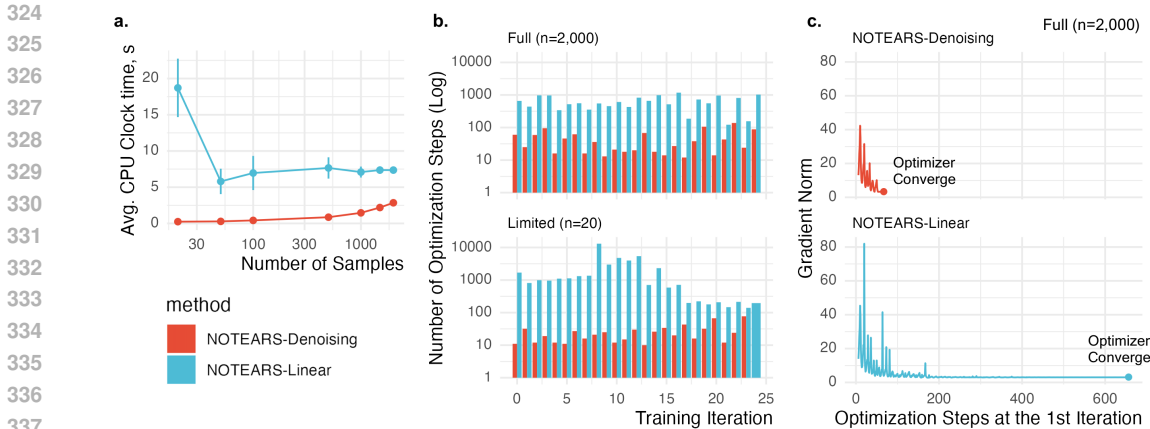 324
325
326
327
328
329
330
331
332
333
334
335
336
337
a.
Avg. CPU Clock time, s
20
15
10
5
0
30 100 300 1000
Number of Samples
method
NOTEARS-Denoising
NOTEARS-Linear
b.
Number of Optimization Steps (Log)
Full (n=2,000)
10000
1000
100
10
1
Limited (n=20)
10000
1000
100
10
1
0 5 10 15 20 25
Training Iteration
c.
Full (n=2,000)
Gradient Norm
NOTEARS-Denoising
80
60
40
20
0
Optimizer
Converge
NOTEARS-Linear
80
60
40
20
0
Optimizer
Converge
0 200 400 600
Optimization Steps at the 1st Iteration